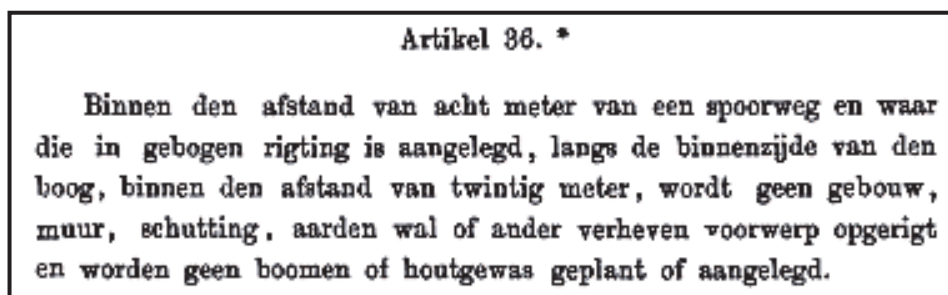 Artikel 36. *
Binnen den afstand van acht meter van een spoorweg en waar
die in gebogen rigting is aangelegd, langs de binnenzijde van den
boog, binnen den afstand van twintig meter, wordt geen gebouw,
muur, schutting, aarden wal of ander verheven voorwerp opgerigt
en worden geen boomen of houtgewas geplant of aangelegd.